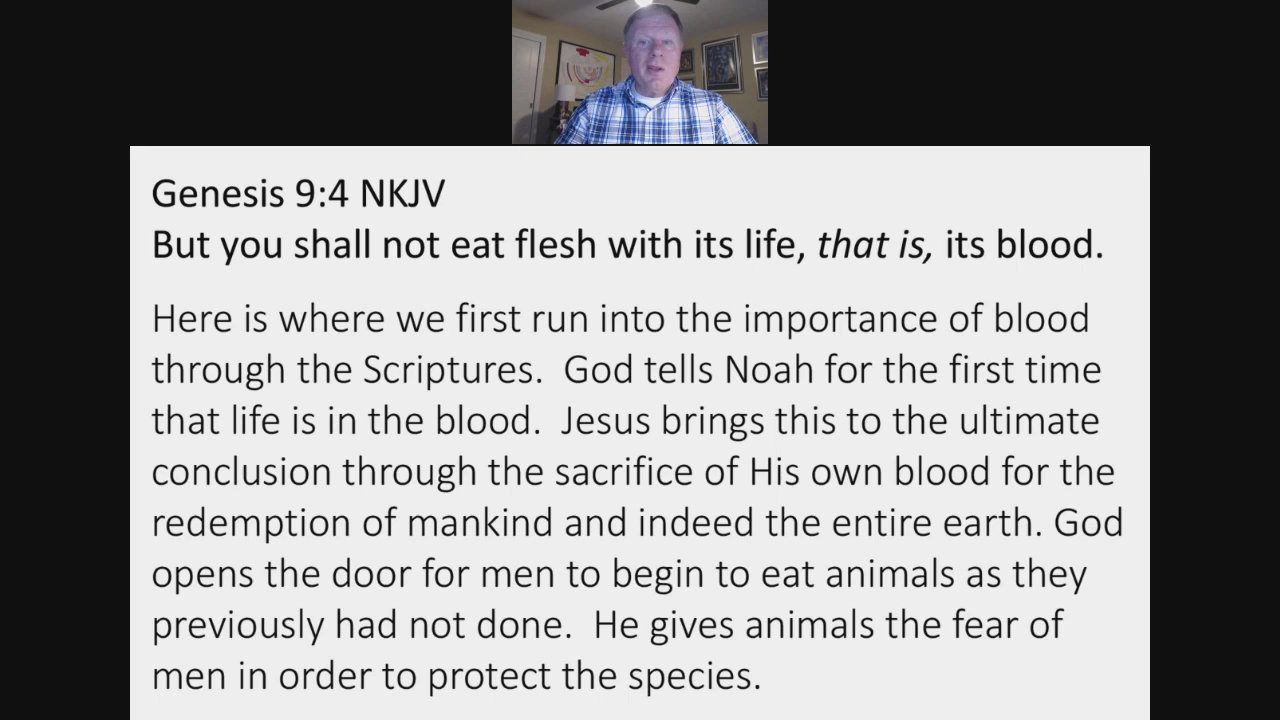 Genesis 9:4 NKJV
But you shall not eat flesh with its life, that is, its blood.
Here is where we first run into the importance of blood
through the Scriptures.  God tells Noah for the first time
that life is in the blood.  Jesus brings this to the ultimate
conclusion through the sacrifice of His own blood for the
redemption of mankind and indeed the entire earth. God
opens the door for men to begin to eat animals as they
previously had not done.  He gives animals the fear of
men in order to protect the species.